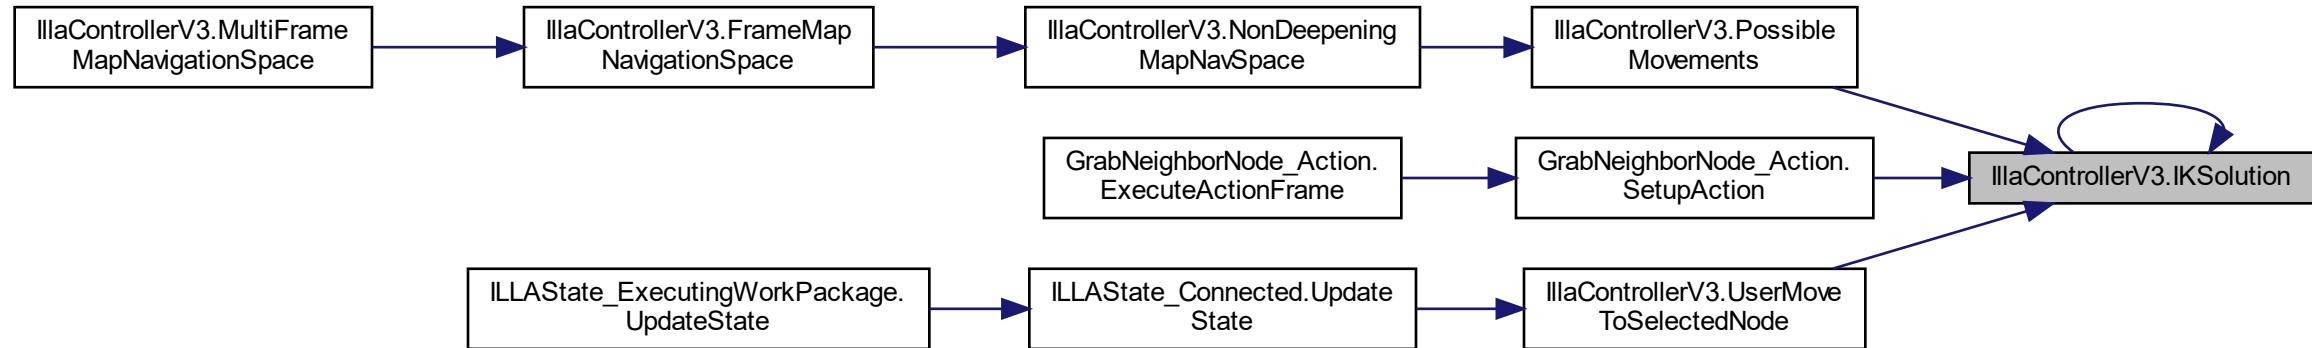 IllaControllerV3.MultiFrame
MapNavigationSpace
IllaControllerV3.FrameMap
NavigationSpace
IllaControllerV3.NonDeepening
MapNavSpace
IllaControllerV3.Possible
Movements
GrabNeighborNode_Action.
ExecuteActionFrame
GrabNeighborNode_Action.
SetupAction
IllaControllerV3.IKSolution
ILLAState_ExecutingWorkPackage.
UpdateState
ILLAState_Connected.Update
State
IllaControllerV3.UserMove
ToSelectedNode